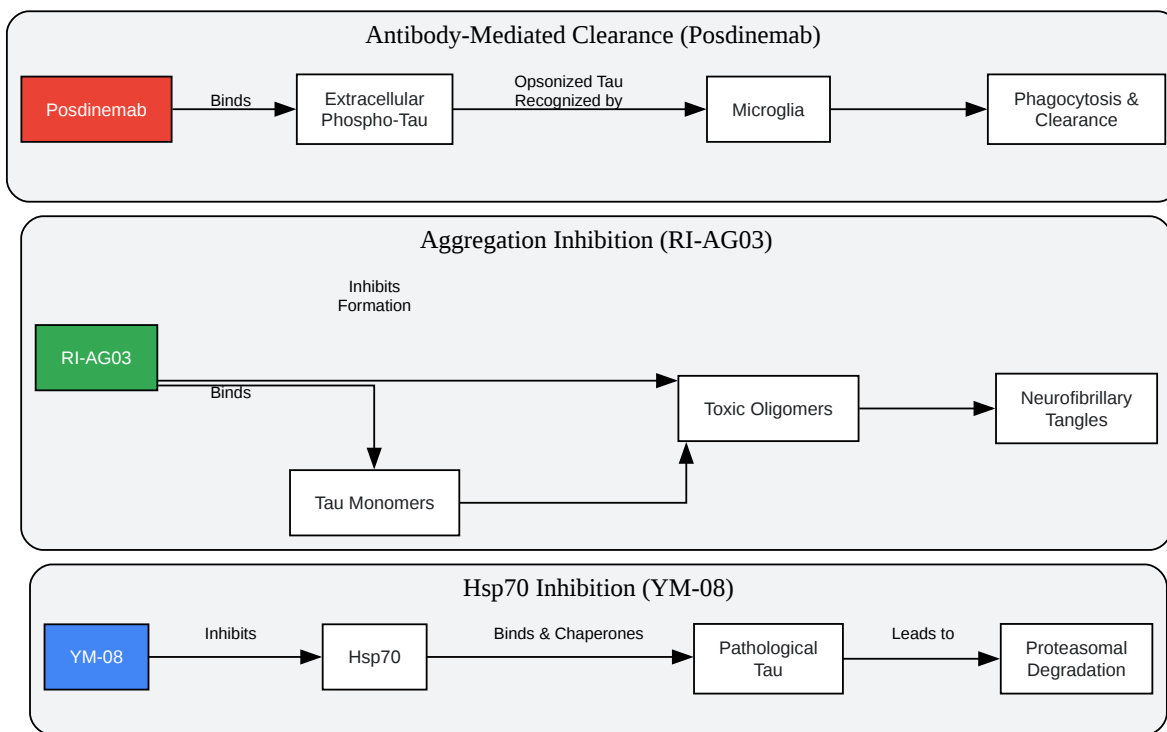 Antibody-Mediated Clearance (Posdinemab)
Posdinemab
Binds
Extracellular
Phospho-Tau
Opsonized Tau
Recognized by
Microglia
Phagocytosis &
Clearance
Aggregation Inhibition (RI-AG03)
Inhibits
Formation
RI-AG03
Binds
Toxic Oligomers
Neurofibrillary
Tangles
Tau Monomers
Hsp70 Inhibition (YM-08)
YM-08
Inhibits
Hsp70
Binds & Chaperones
Pathological
Tau
Leads to
Proteasomal
Degradation